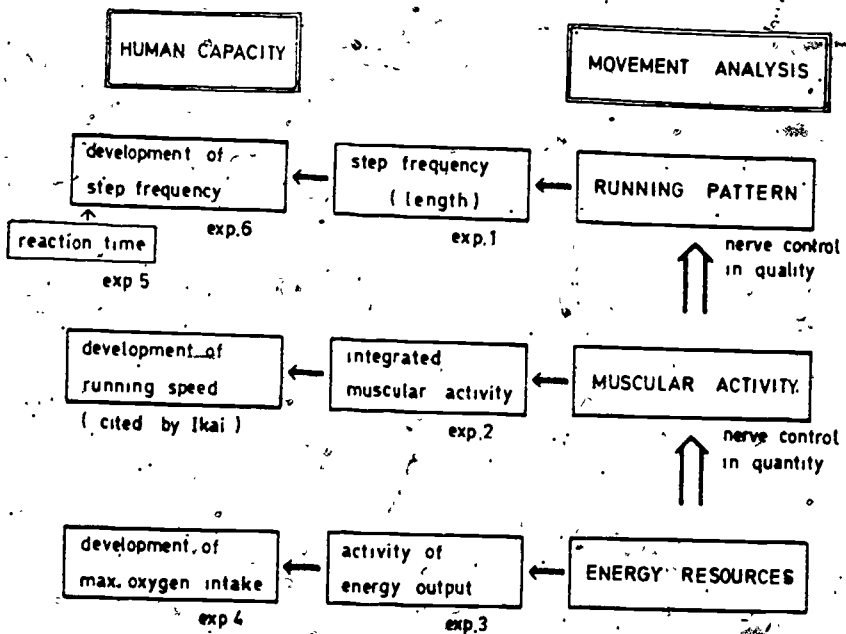 HUMAN CAPACITY
MOVEMENT ANALYSIS
development of
step frequency
exp.6
reaction time
exp 5
step frequency
(length)
exp.1
RUNNING PATTERN
nerve control
in quality
development of
running speed
(cited by Ikai)
integrated
muscular activity
exp.2
MUSCULAR ACTIVITY
nerve control
in quantity
development of
max. oxygen intake
exp 4
activity of
energy output
exp.3
ENERGY RESOURCES